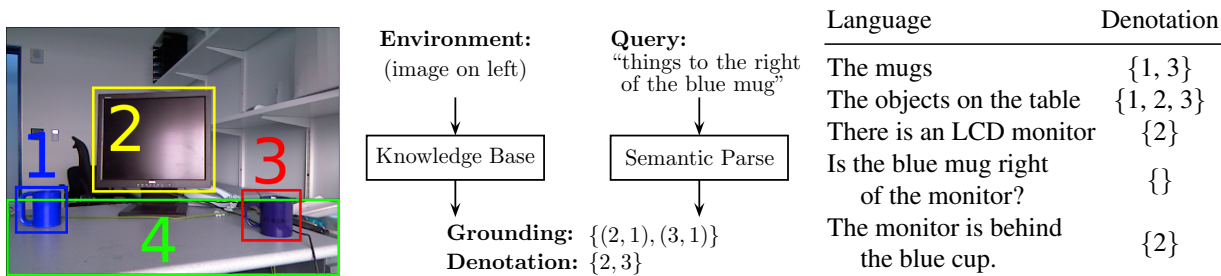 1
2
3
4
Environment:
(image on left)
Knowledge Base
Query:
“things to the right
of the blue mug”
Semantic Parse
Grounding: {(2, 1), (3, 1)}
Denotation: {2, 3}
Language Denotation
The mugs {1, 3}
The objects on the table {1, 2, 3}
There is an LCD monitor {2}
Is the blue mug right
of the monitor? {}
The monitor is behind
the blue cup. {2}